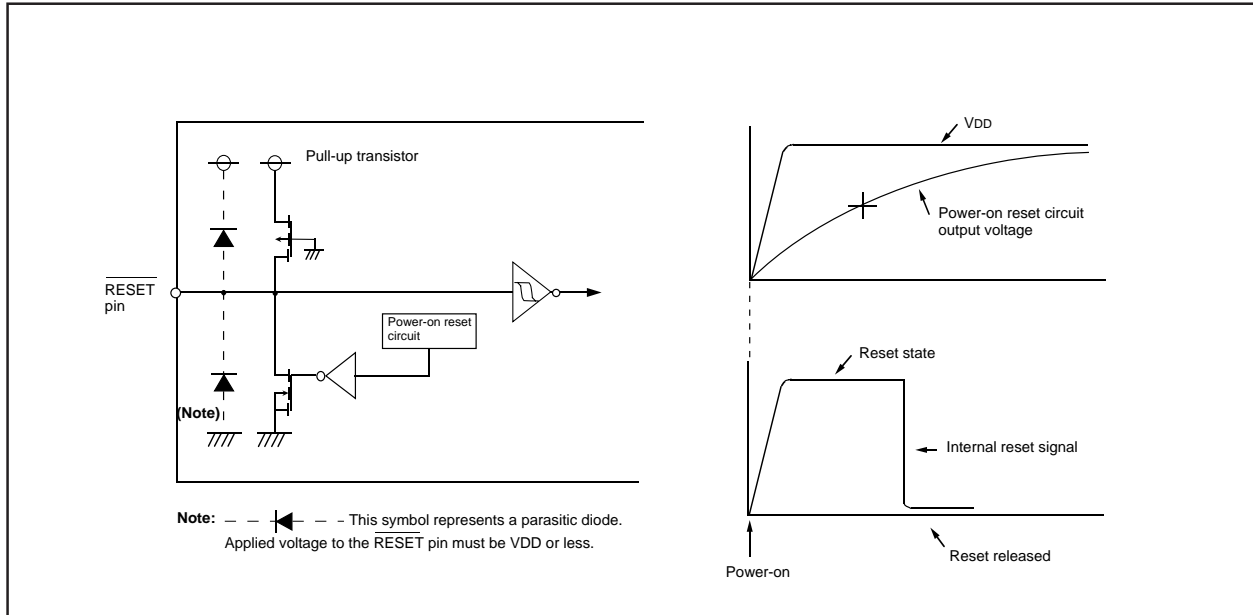 Pull-up transistor
RESET
pin
Power-on reset
circuit
(Note)
Note: This symbol represents a parasitic diode.
Applied voltage to the RESET pin must be VDD or less.
VDD
Power-on reset circuit
output voltage
Reset state
Internal reset signal
Reset released
Power-on